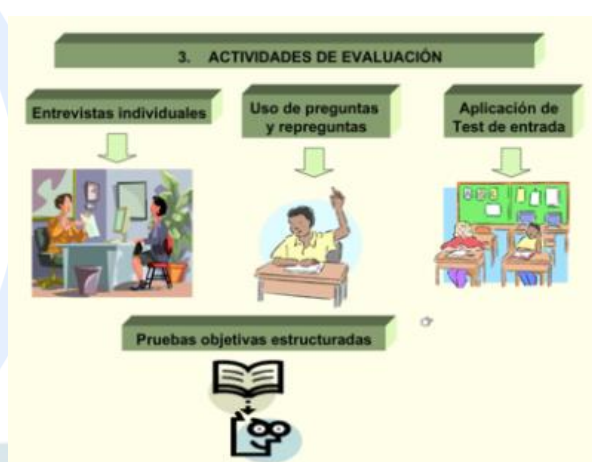 3. ACTIVIDADES DE EVALUACIÓN
Entrevistas individuales
Uso de preguntas
y repreguntas
Aplicación de
Test de entrada
Pruebas objetivas estructuradas